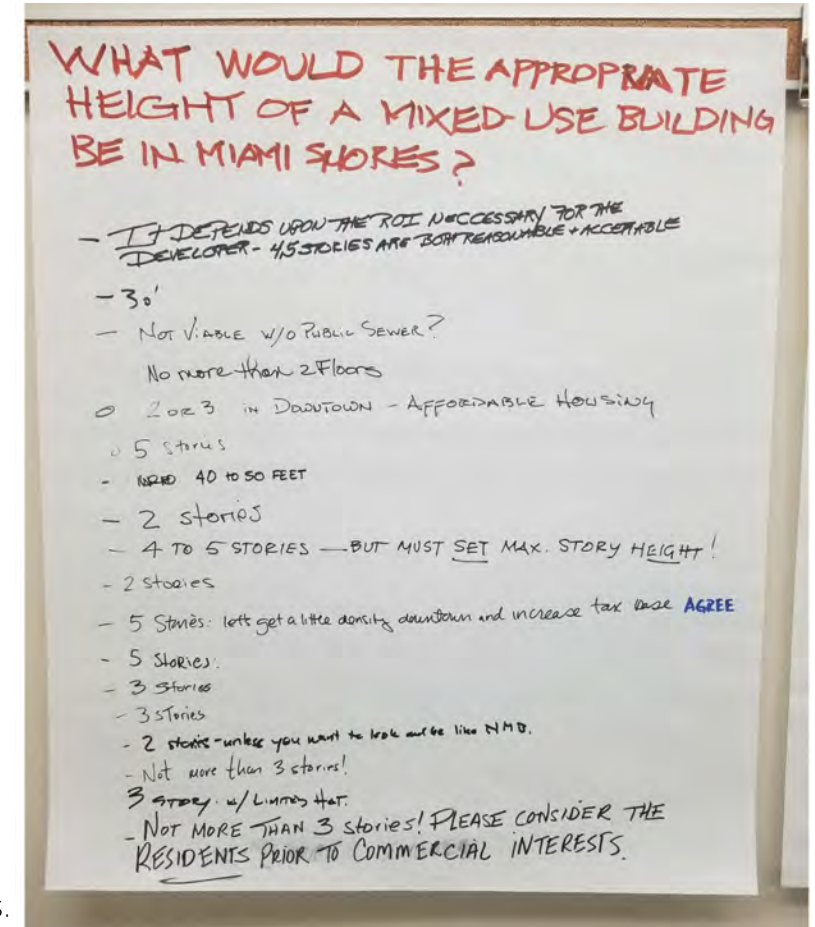 WHAT WOULD THE APPROPRIATE
HEIGHT OF A MIXED-USE BUILDING
BE IN MIAMI SHORES?
- It DEPENDS UPON THE ROI NECCESSARY FOR THE
DEVELOPER - 4,5 STORIES ARE BOTH REASONABLE + ACCEPTABLE
- 30'
- NOT VIABLE W/O PUBLIC SEWER?
No more than 2 Floors
O 2 OR 3 IN DOWNTOWN - AFFORDABLE HOUSING
o 5 Stories
- 40 to 50 FEET
- 2 stories
- 4 TO 5 STORIES — BUT MUST SET MAX. STORY HEIGHT!
- 2 Stories
- 5 Stories: lets get a little density downtown and increase tax base AGREE
- 5 Stories.
- 3 Stories
- 3 STories
- 2 stories - unless you want to look and be like NMB.
- Not more than 3 stories!
3 STORY. w/ LIMITED HGT.
- NOT MORE THAN 3 stories! PLEASE CONSIDER THE
RESIDENTS PRIOR TO COMMERCIAL INTERESTS.
s.